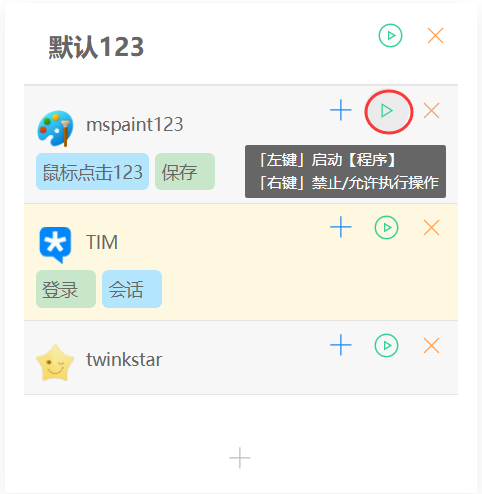 默认123
mspaint123
鼠标点击123 保存
「左键」启动【程序】
「右键」禁止/允许执行操作
TIM
登录 会话
twinkstar